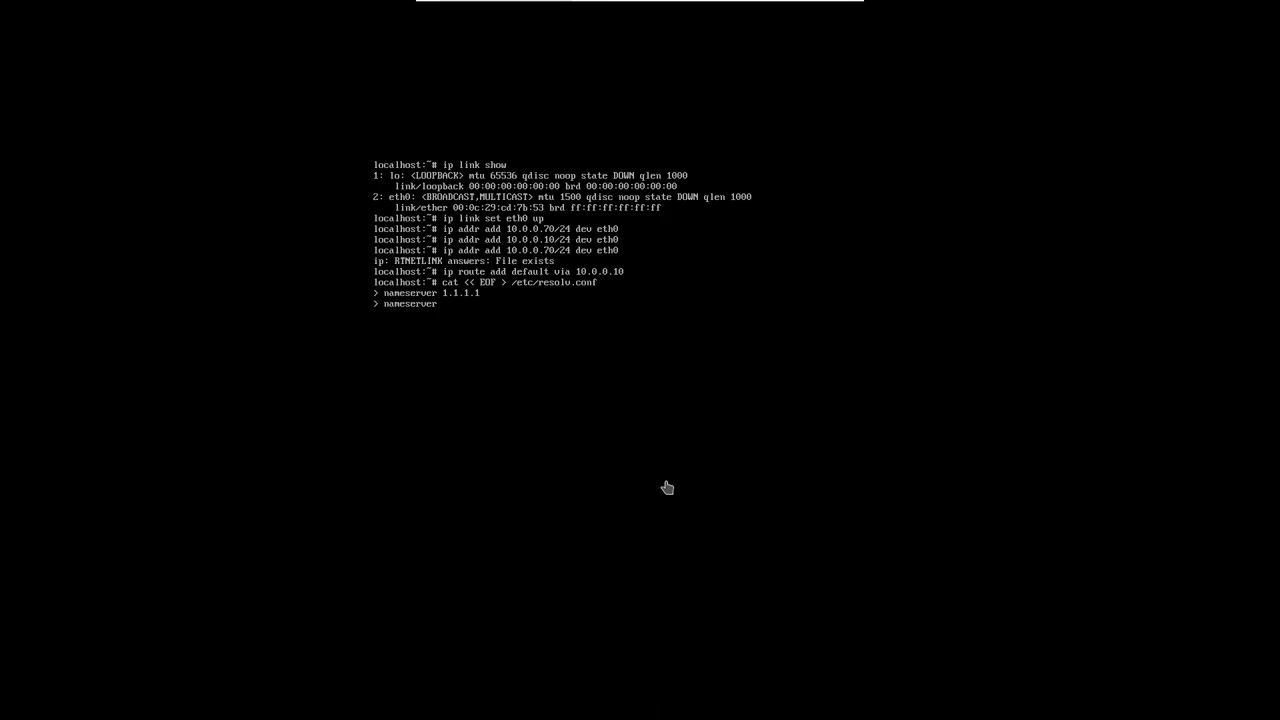 localhost:~# ip link show
1: lo: <LOOPBACK> mtu 65536 qdisc noop state DOWN qlen 1000
    link/loopback 00:00:00:00:00:00 brd 00:00:00:00:00:00
2: eth0: <BROADCAST,MULTICAST> mtu 1500 qdisc noop state DOWN qlen 1000
    link/ether 00:0c:29:cd:7b:53 brd ff:ff:ff:ff:ff:ff
localhost:~# ip link set eth0 up
localhost:~# ip addr add 10.0.0.70/24 dev eth0
localhost:~# ip addr add 10.0.0.10/24 dev eth0
localhost:~# ip addr add 10.0.0.70/24 dev eth0
ip: RTNETLINK answers: File exists
localhost:~# ip route add default via 10.0.0.10
localhost:~# cat << EOF > /etc/resolv.conf
> nameserver 1.1.1.1
> nameserver